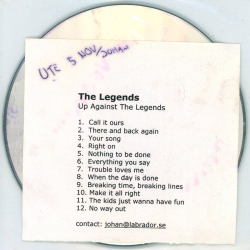 UTE 5 NOV/JOHAN
The Legends
Up Against The Legends
1. Call it ours
2. There and back again
3. Your song
4. Right on
5. Nothing to be done
6. Everything you say
7. Trouble loves me
8. When the day is done
9. Breaking time, breaking lines
10. Make it all right
11. The kids just wanna have fun
12. No way out
contact: johan@labrador.se